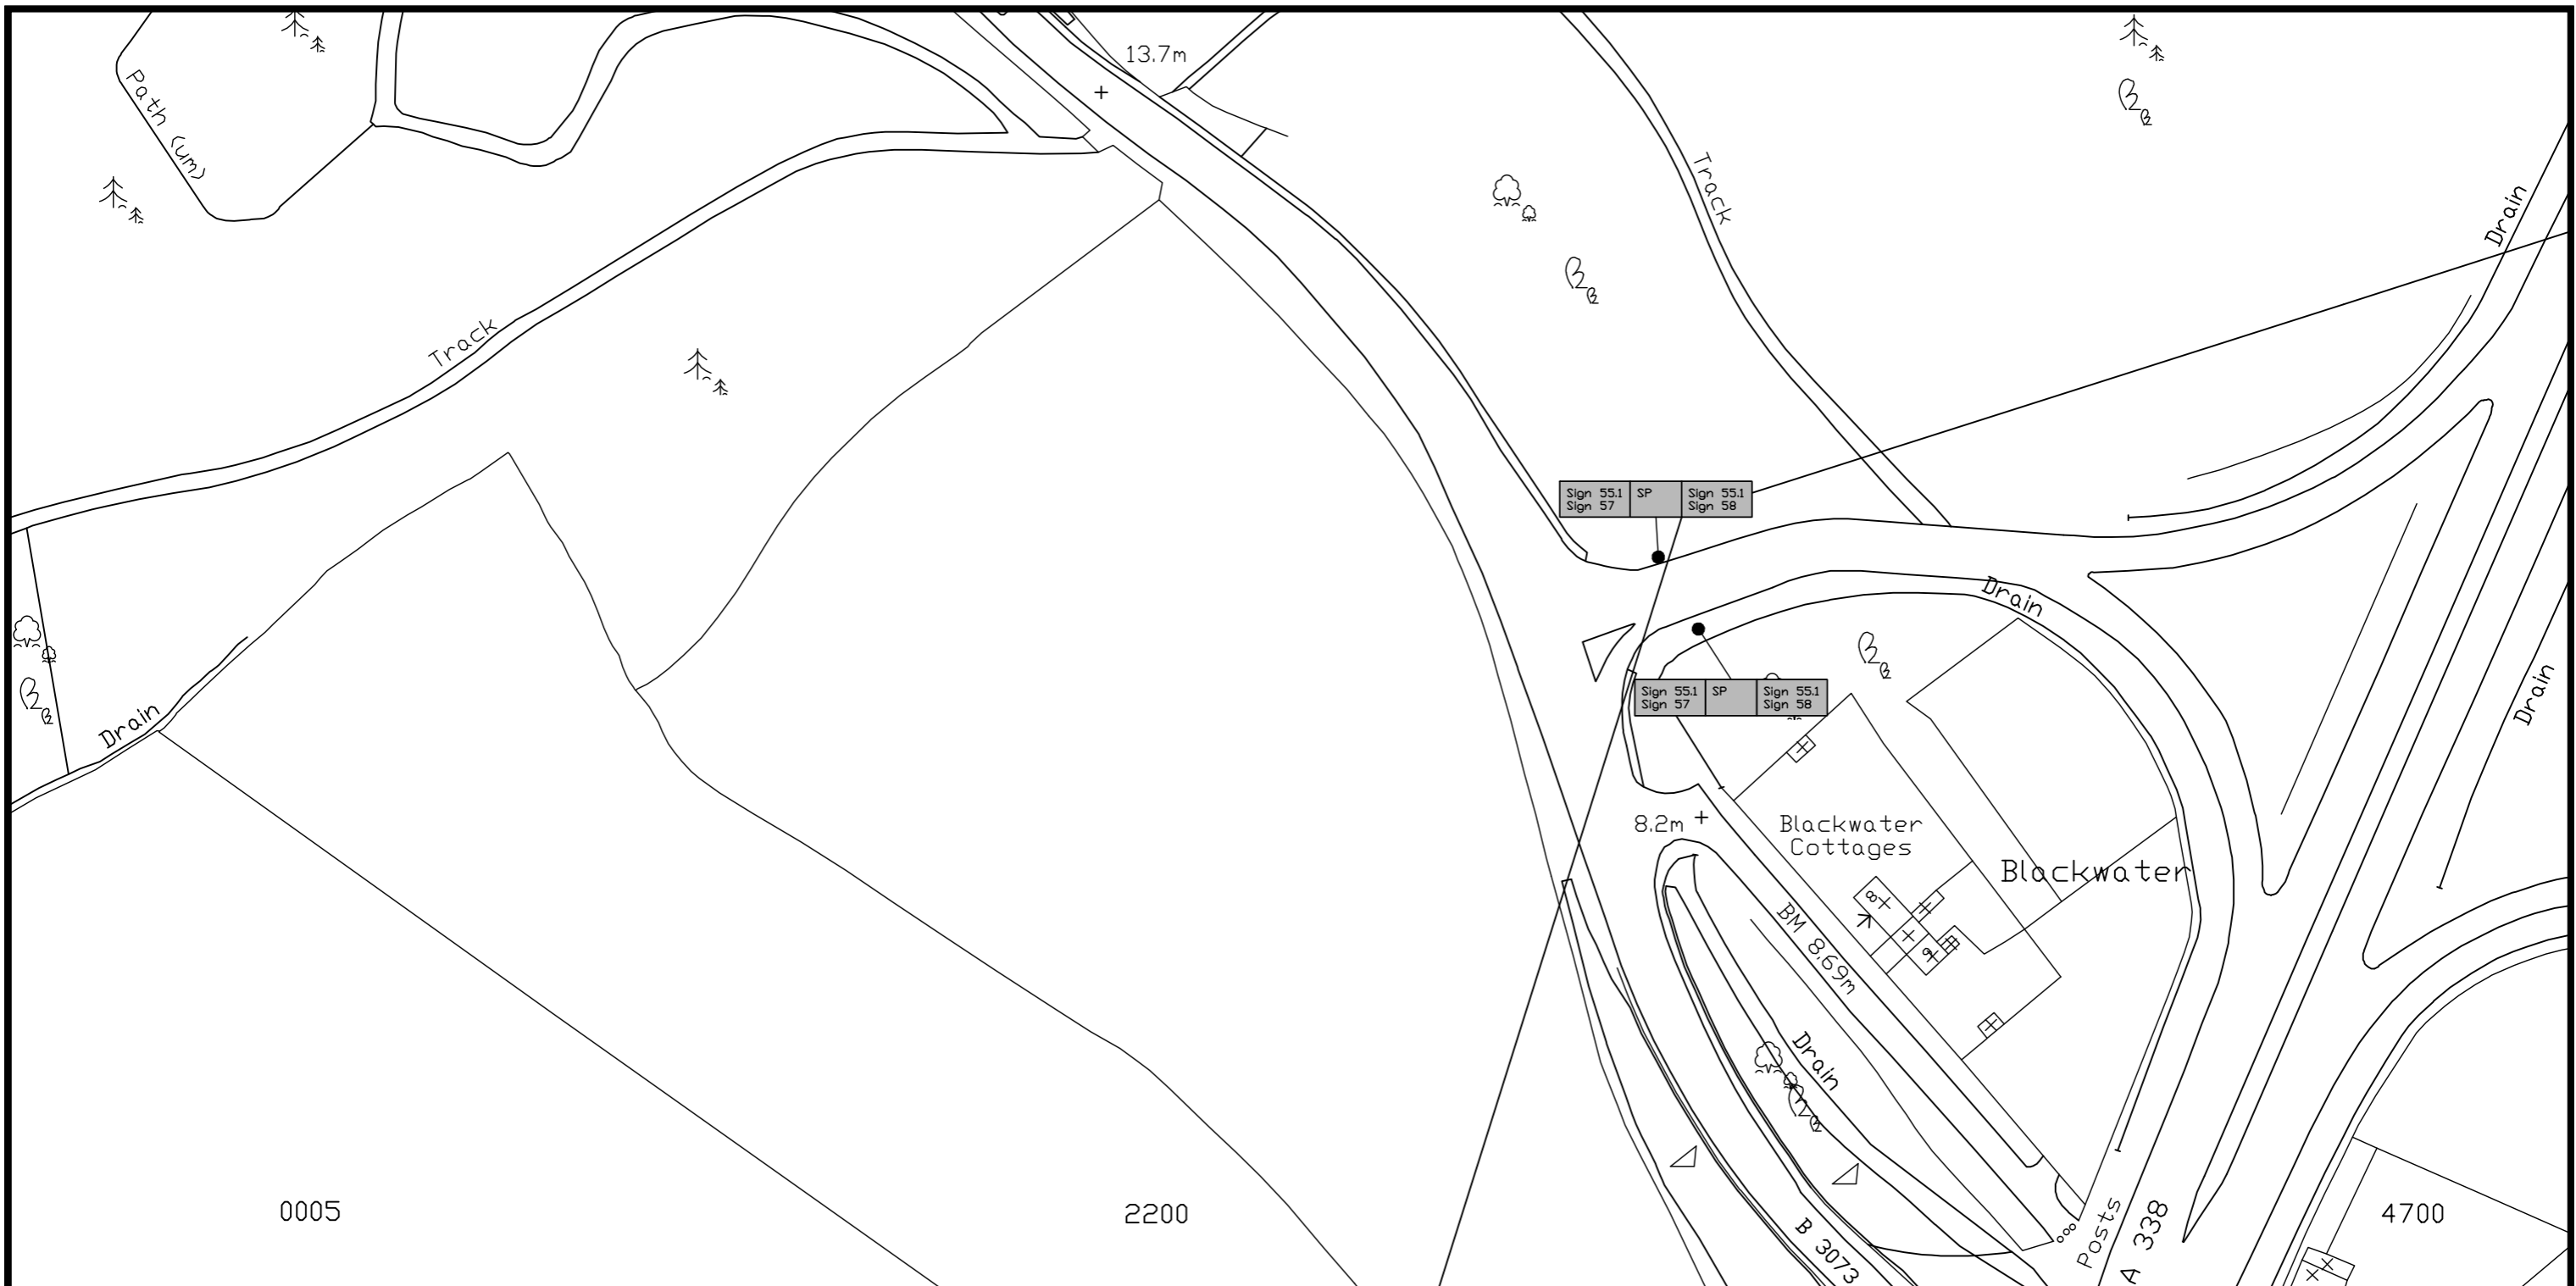 13.7m
Path (um)
Track
Drain
Track
Sign 55.1
Sign 57
SP
Sign 55.1
Sign 58
Drain
Sign 55.1
Sign 57
SP
Sign 55.1
Sign 58
Drain
Drain
8.2m
Blackwater
Cottages
Blackwater
8
9
BM 8.69m
Drain
0005
2200
B 3073
Posts
A 338
4700